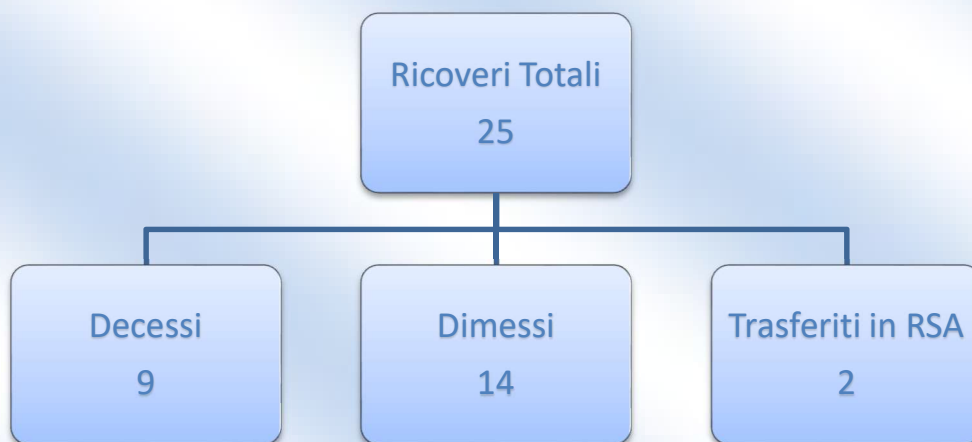 Ricoveri Totali
25
Decessi
9
Dimessi
14
Trasferiti in RSA
2